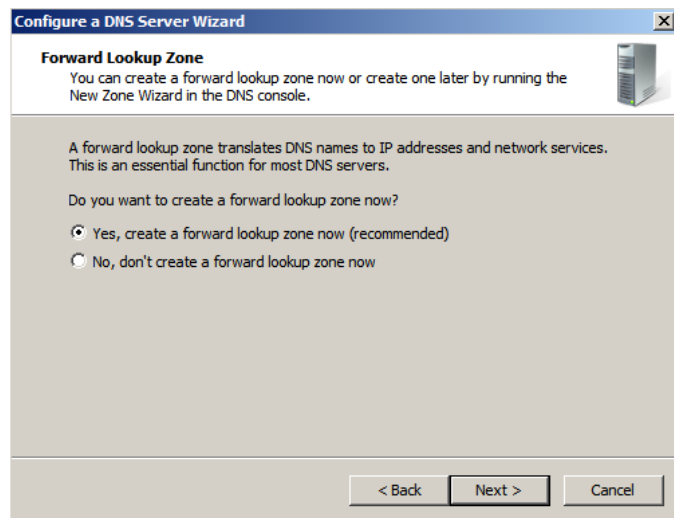 Configure a DNS Server Wizard
Forward Lookup Zone
You can create a forward lookup zone now or create one later by running the
New Zone Wizard in the DNS console.
A forward lookup zone translates DNS names to IP addresses and network services.
This is an essential function for most DNS servers.
Do you want to create a forward lookup zone now?
Yes, create a forward lookup zone now (recommended)
No, don't create a forward lookup zone now
< Back Next > Cancel